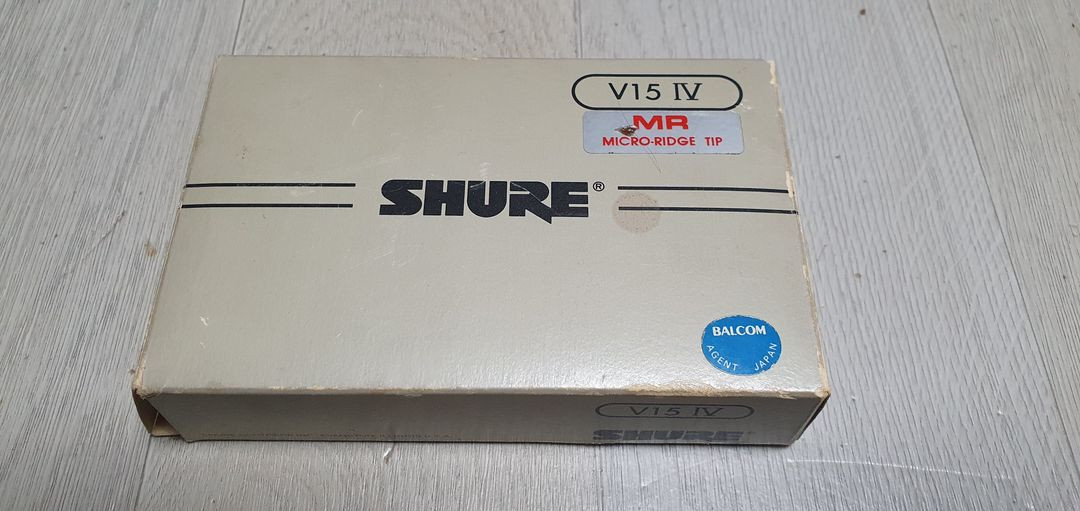 V15 IV
MR
MICRO-RIDGE TIP
SHURE®
BALCOM
AGENT JAPAN
V15 IV
SHURE